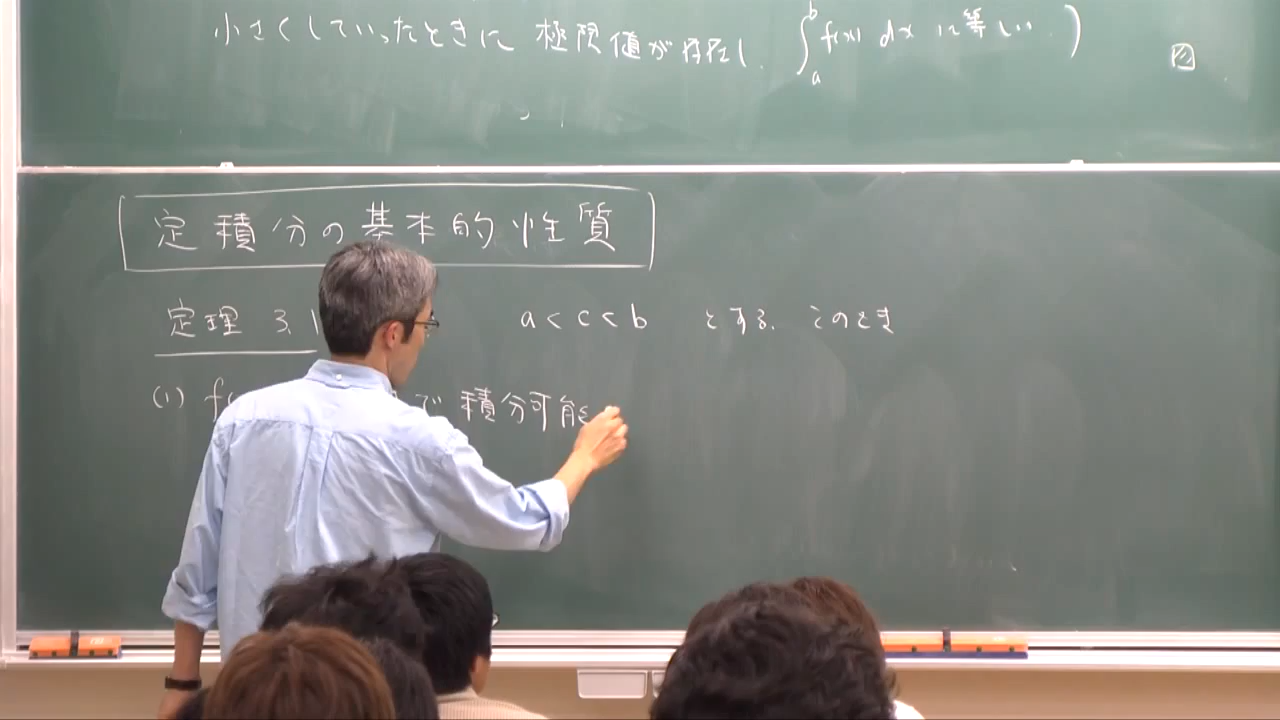 小さくしていったときに 極限値が存在し、 ∫_a^b f(x) dx に等しい。)
図
定積分の基本的性質
定理 3.1 a < c < b とする。 このとき
(1) f( で 積分可能